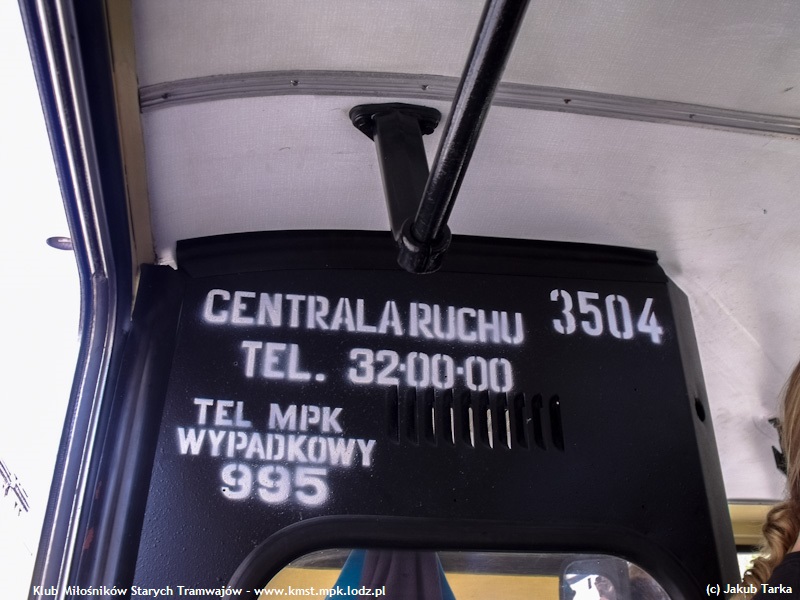 CENTRALA RUCHU 3504
TEL. 32·00·00
TEL MPK
WYPADKOWY
995
Klub Miłośników Starych Tramwajów - www.kmst.mpk.lodz.pl
(c) Jakub Tarka